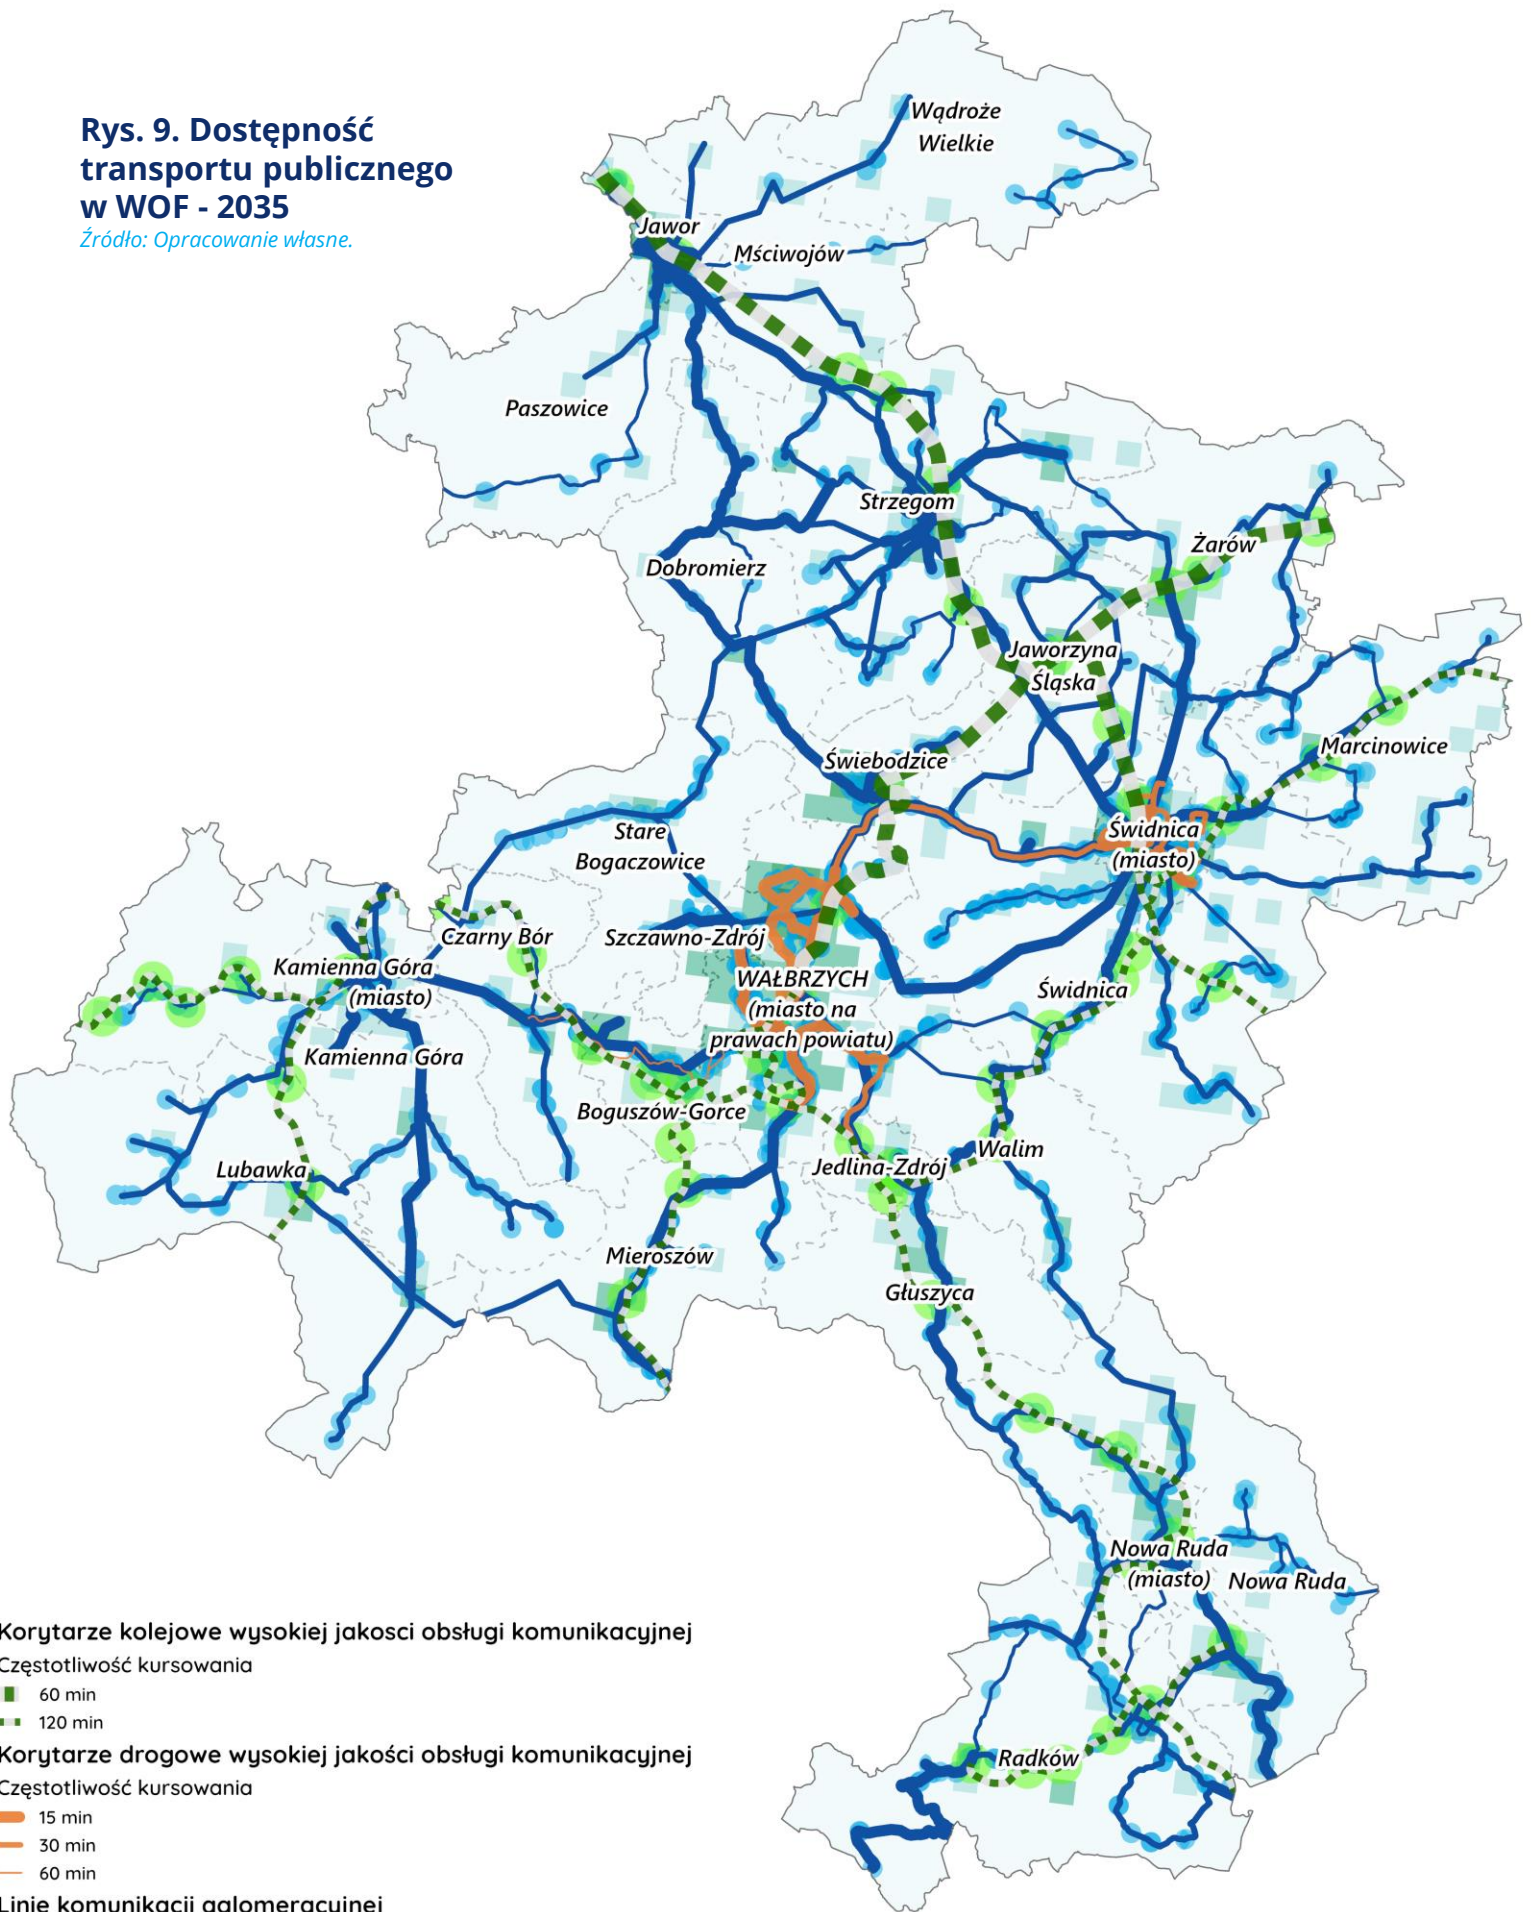 Rys. 9. Dostępność
transportu publicznego
w WOF - 2035
Źródło: Opracowanie własne.
Wądroże
Wielkie
Jawor
Mściwojów
Paszowice
Strzegom
Żarów
Dobromierz
Jaworzyna
Śląska
Marcinowice
Świebodzice
Stare
Bogaczowice
Świdnica
(miasto)
Czarny Bór
Szczawno-Zdrój
Kamienna Góra
(miasto)
WAŁBRZYCH
(miasto na
prawach powiatu)
Świdnica
Kamienna Góra
Boguszów-Gorce
Walim
Jedlina-Zdrój
Lubawka
Mieroszów
Głuszyca
Nowa Ruda
(miasto)
Nowa Ruda
Radków
Korytarze kolejowe wysokiej jakosci obsługi komunikacyjnej
Częstotliwość kursowania
60 min
120 min
Korytarze drogowe wysokiej jakości obsługi komunikacyjnej
Częstotliwość kursowania
15 min
30 min
60 min
Linie komunikacji aglomeracyjnej